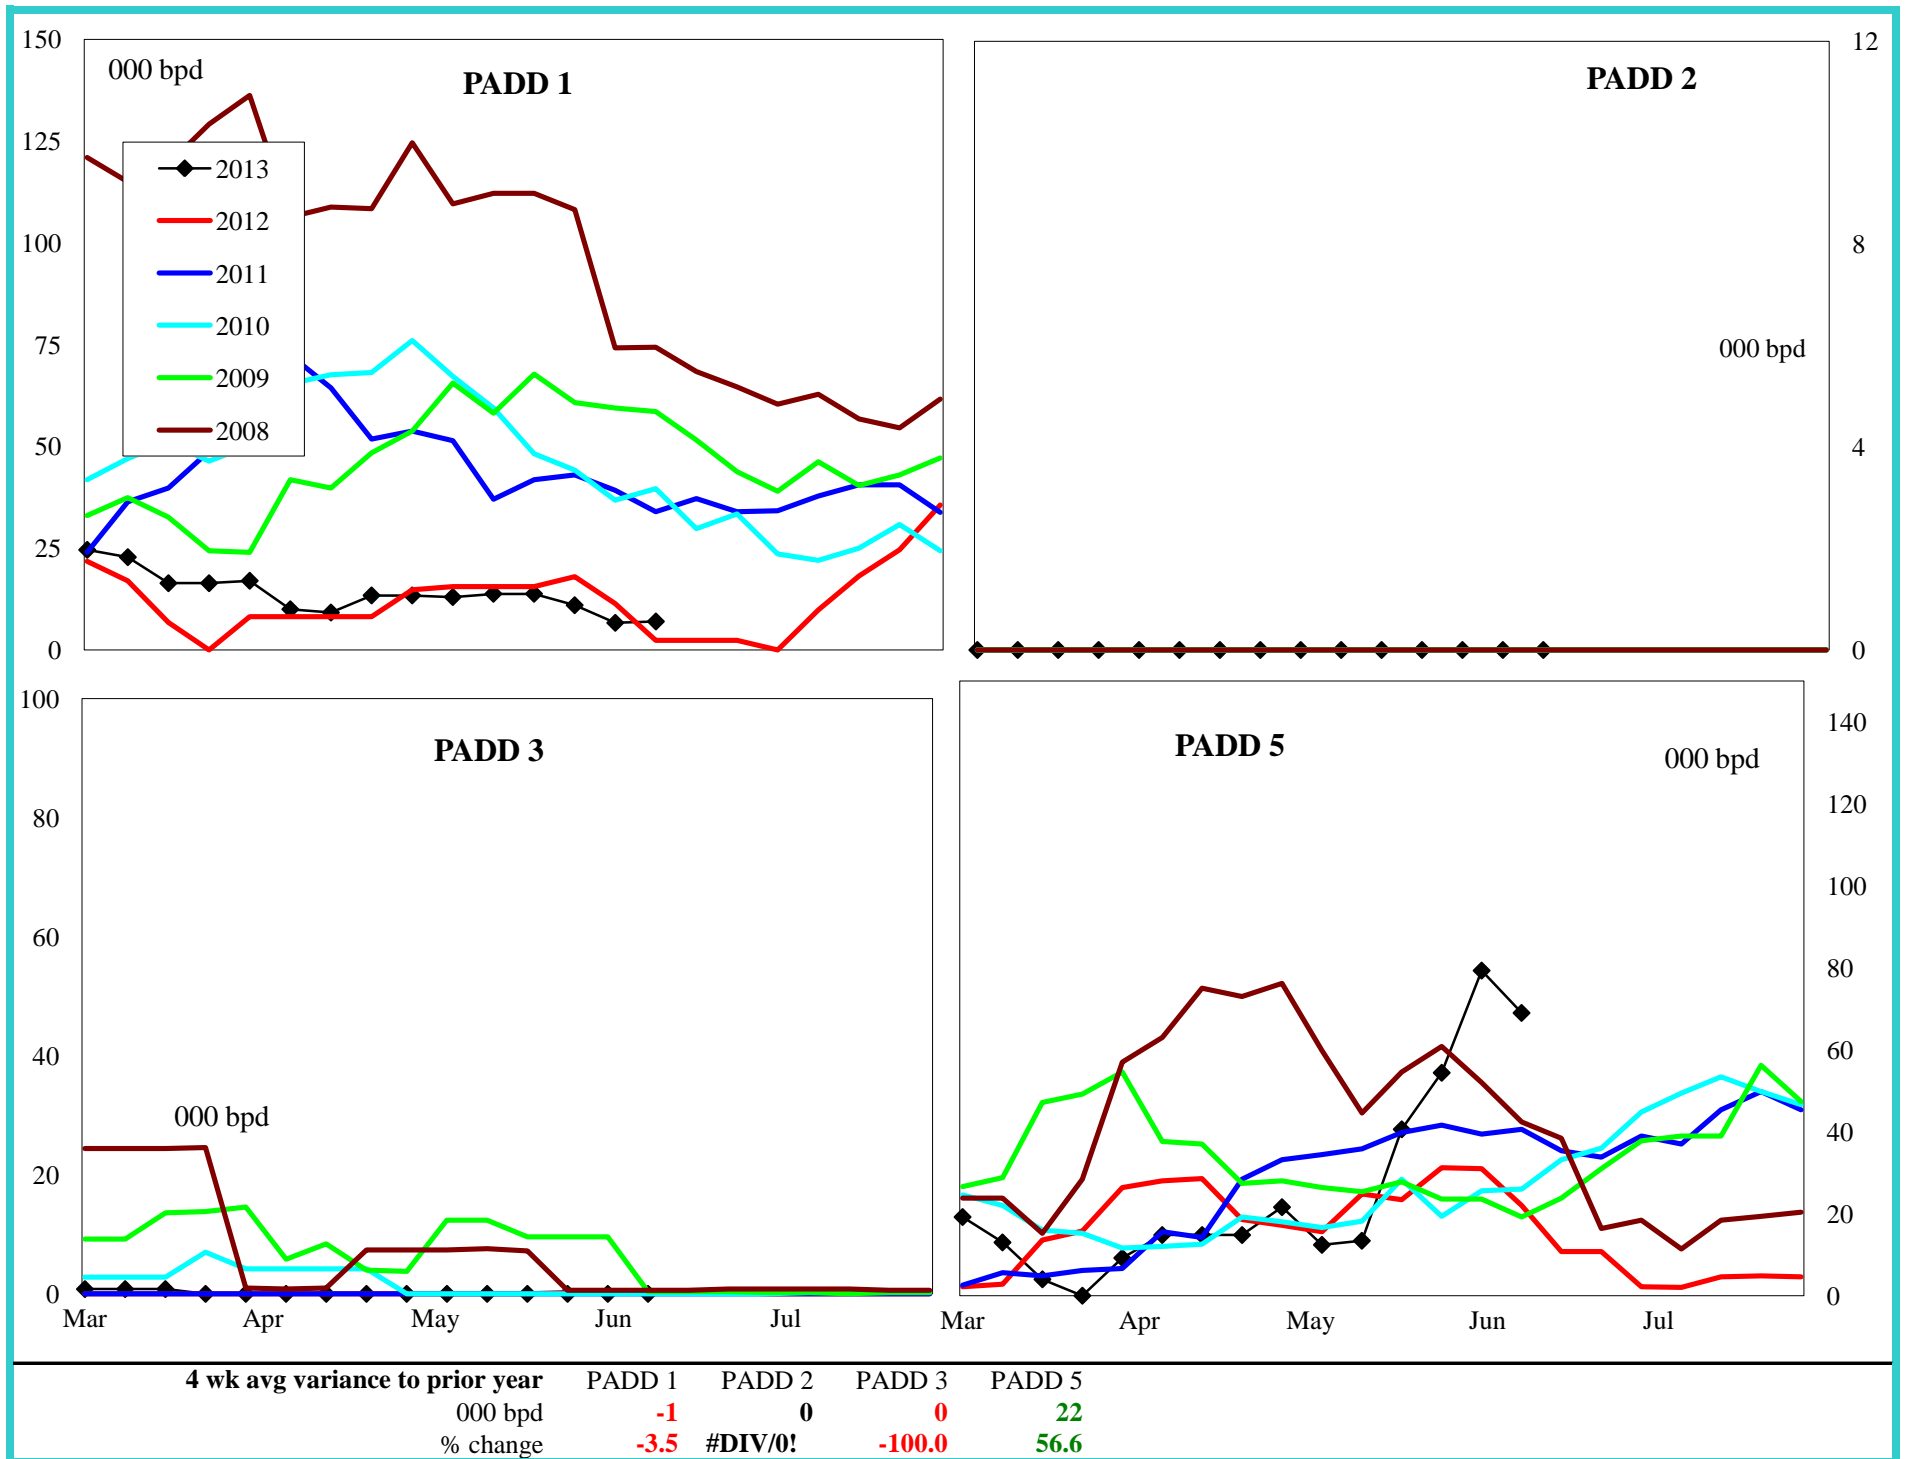 150
125
100
75
50
25
0
000 bpd
PADD 1
2013
2012
2011
2010
2009
2008
PADD 2
12
8
4
0
000 bpd
100
80
60
40
20
0
PADD 3
000 bpd
Mar Apr May Jun Jul
PADD 5
000 bpd
140
120
100
80
60
40
20
0
Mar Apr May Jun Jul
4 wk avg variance to prior year PADD 1 PADD 2 PADD 3 PADD 5
000 bpd -1 0 0 22
% change -3.5 #DIV/0! -100.0 56.6